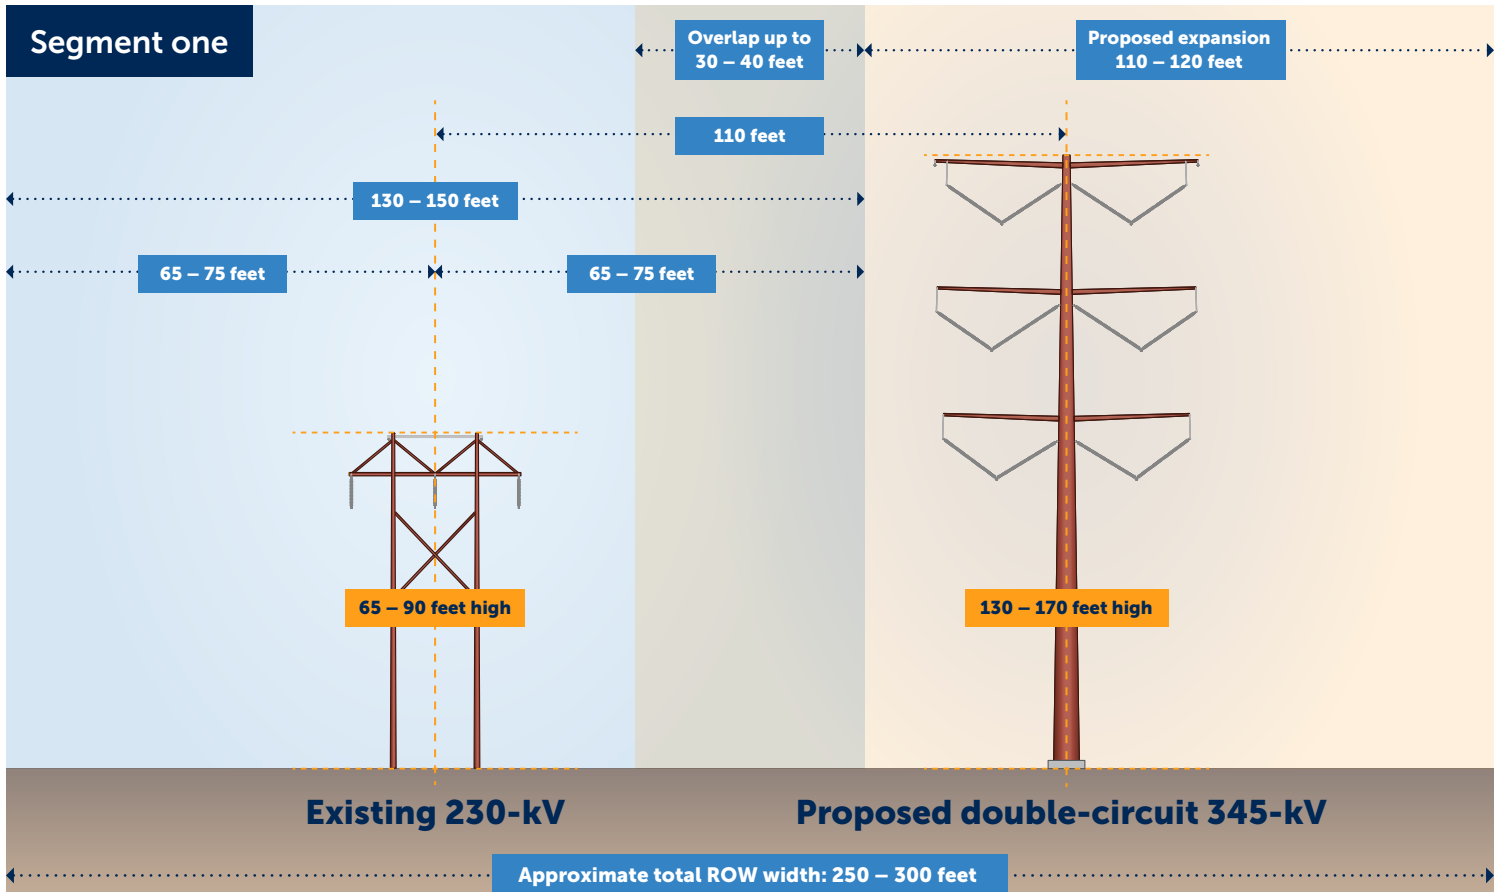 Segment one
Overlap up to
30 – 40 feet
Proposed expansion
110 – 120 feet
110 feet
130 – 150 feet
65 – 75 feet
65 – 75 feet
65 – 90 feet high
130 – 170 feet high
Existing 230-kV
Proposed double-circuit 345-kV
Approximate total ROW width: 250 – 300 feet